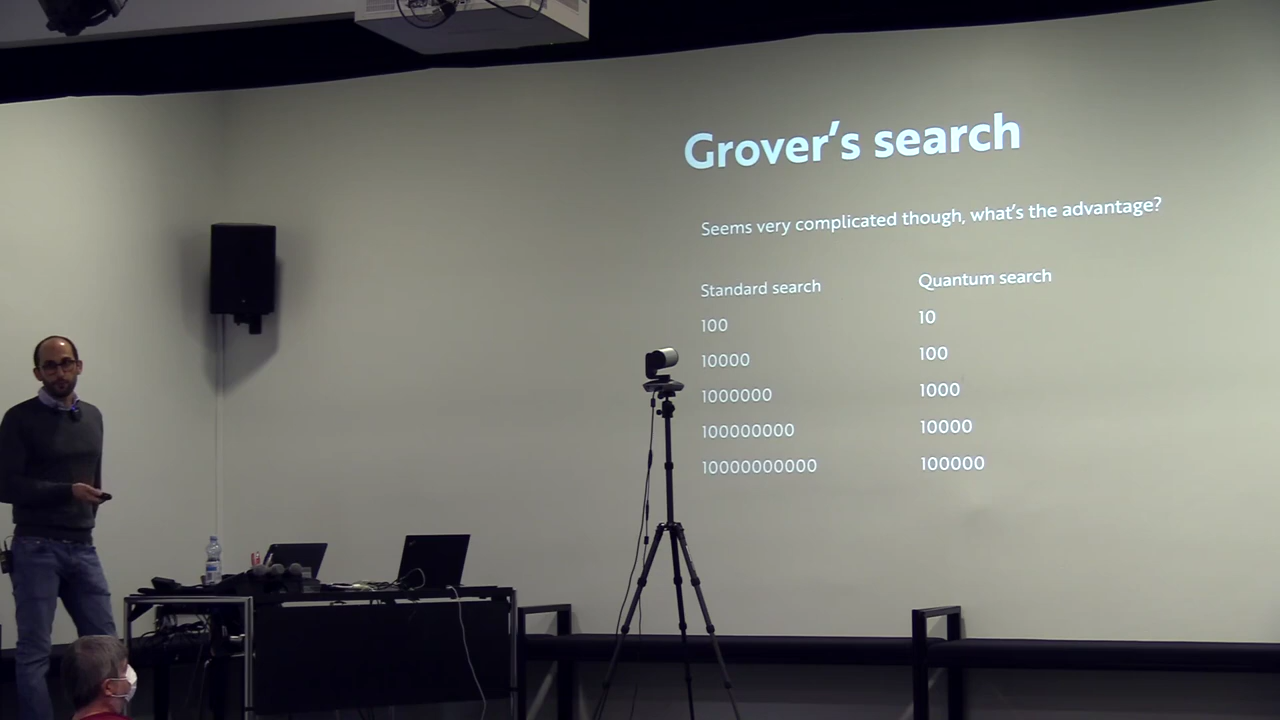 Grover's search
Seems very complicated though, what's the advantage?
Standard search Quantum search
100 10
10000 100
1000000 1000
100000000 10000
10000000000 100000